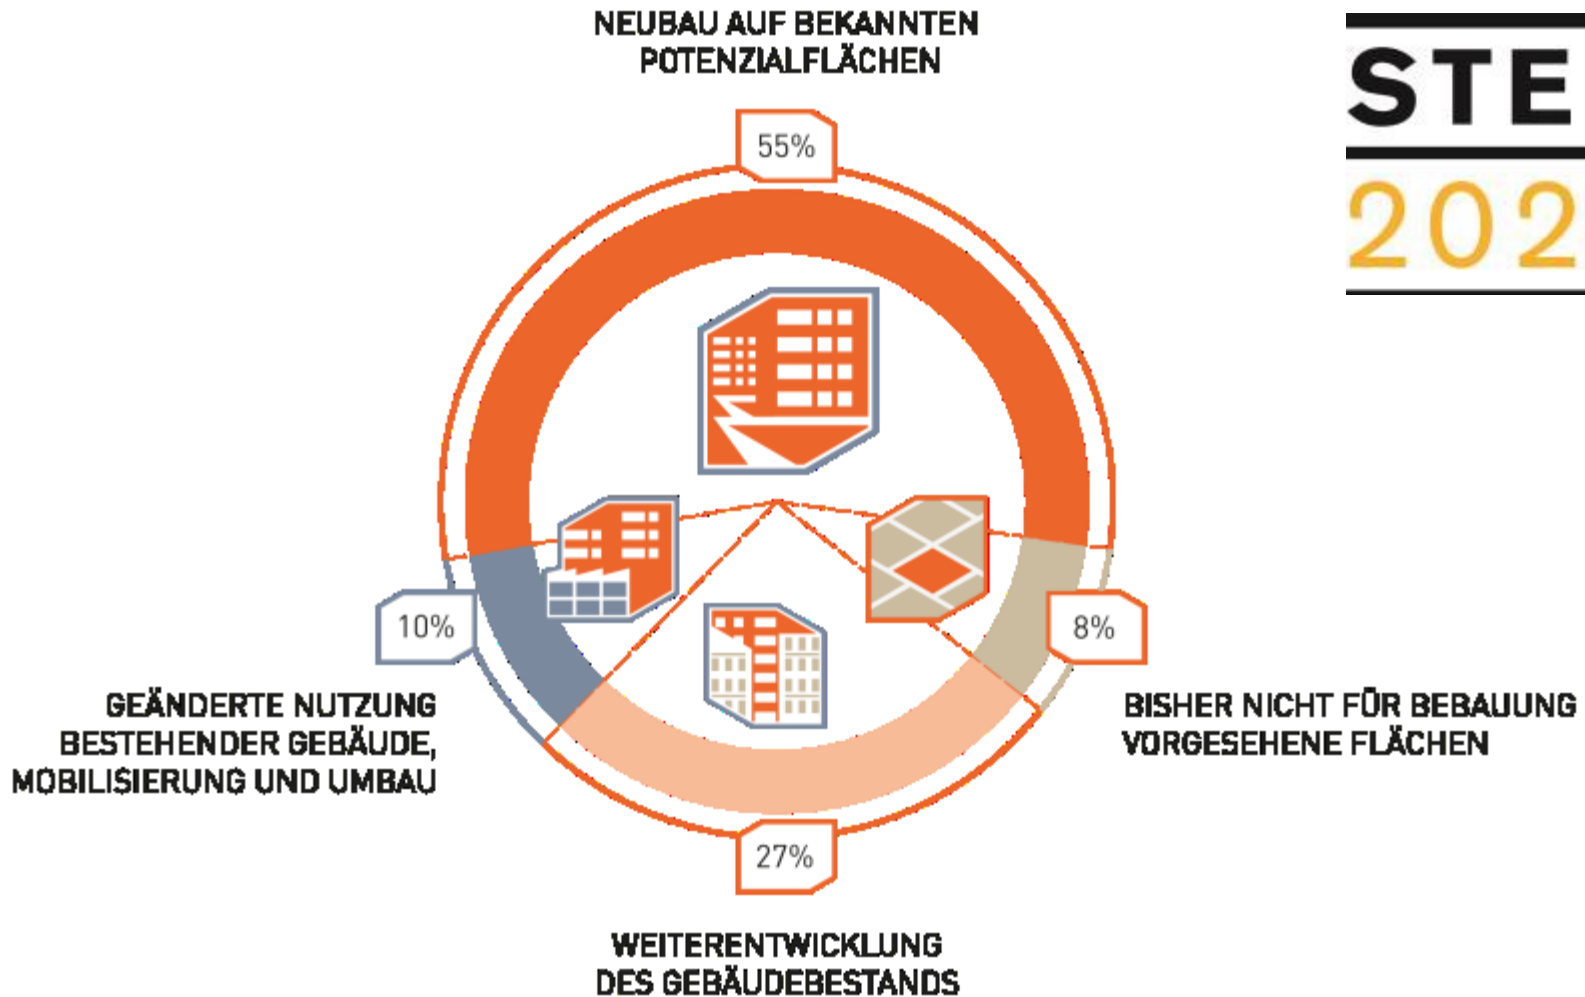 NEUBAU AUF BEKANNTEN
POTENZIALFLÄCHEN
STE
202
55%
10%
8%
GEÄNDERTE NUTZUNG
BESTEHENDER GEBÄUDE,
MOBILISIERUNG UND UMBAU
BISHER NICHT FÜR BEBAUUNG
VORGESEHENE FLÄCHEN
27%
WEITERENTWICKLUNG
DES GEBÄUDEBESTANDS